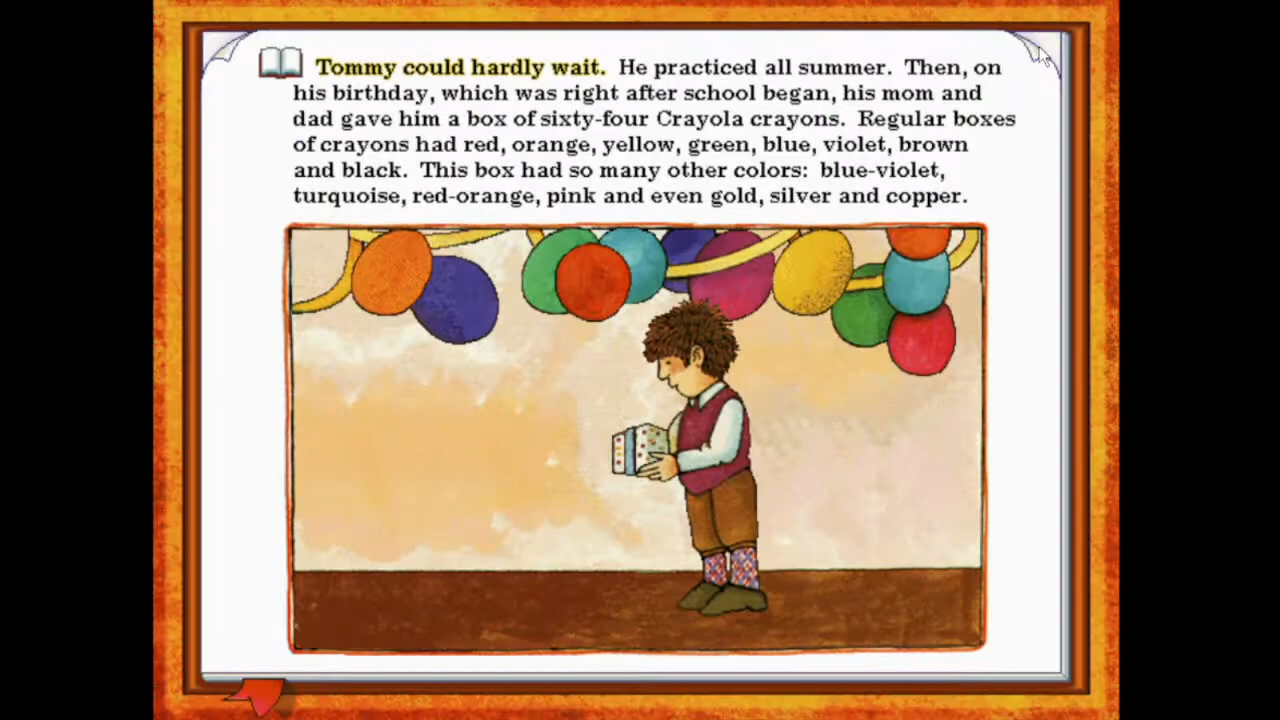 Tommy could hardly wait. He practiced all summer. Then, on
his birthday, which was right after school began, his mom and
dad gave him a box of sixty-four Crayola crayons. Regular boxes
of crayons had red, orange, yellow, green, blue, violet, brown
and black. This box had so many other colors: blue-violet,
turquoise, red-orange, pink and even gold, silver and copper.